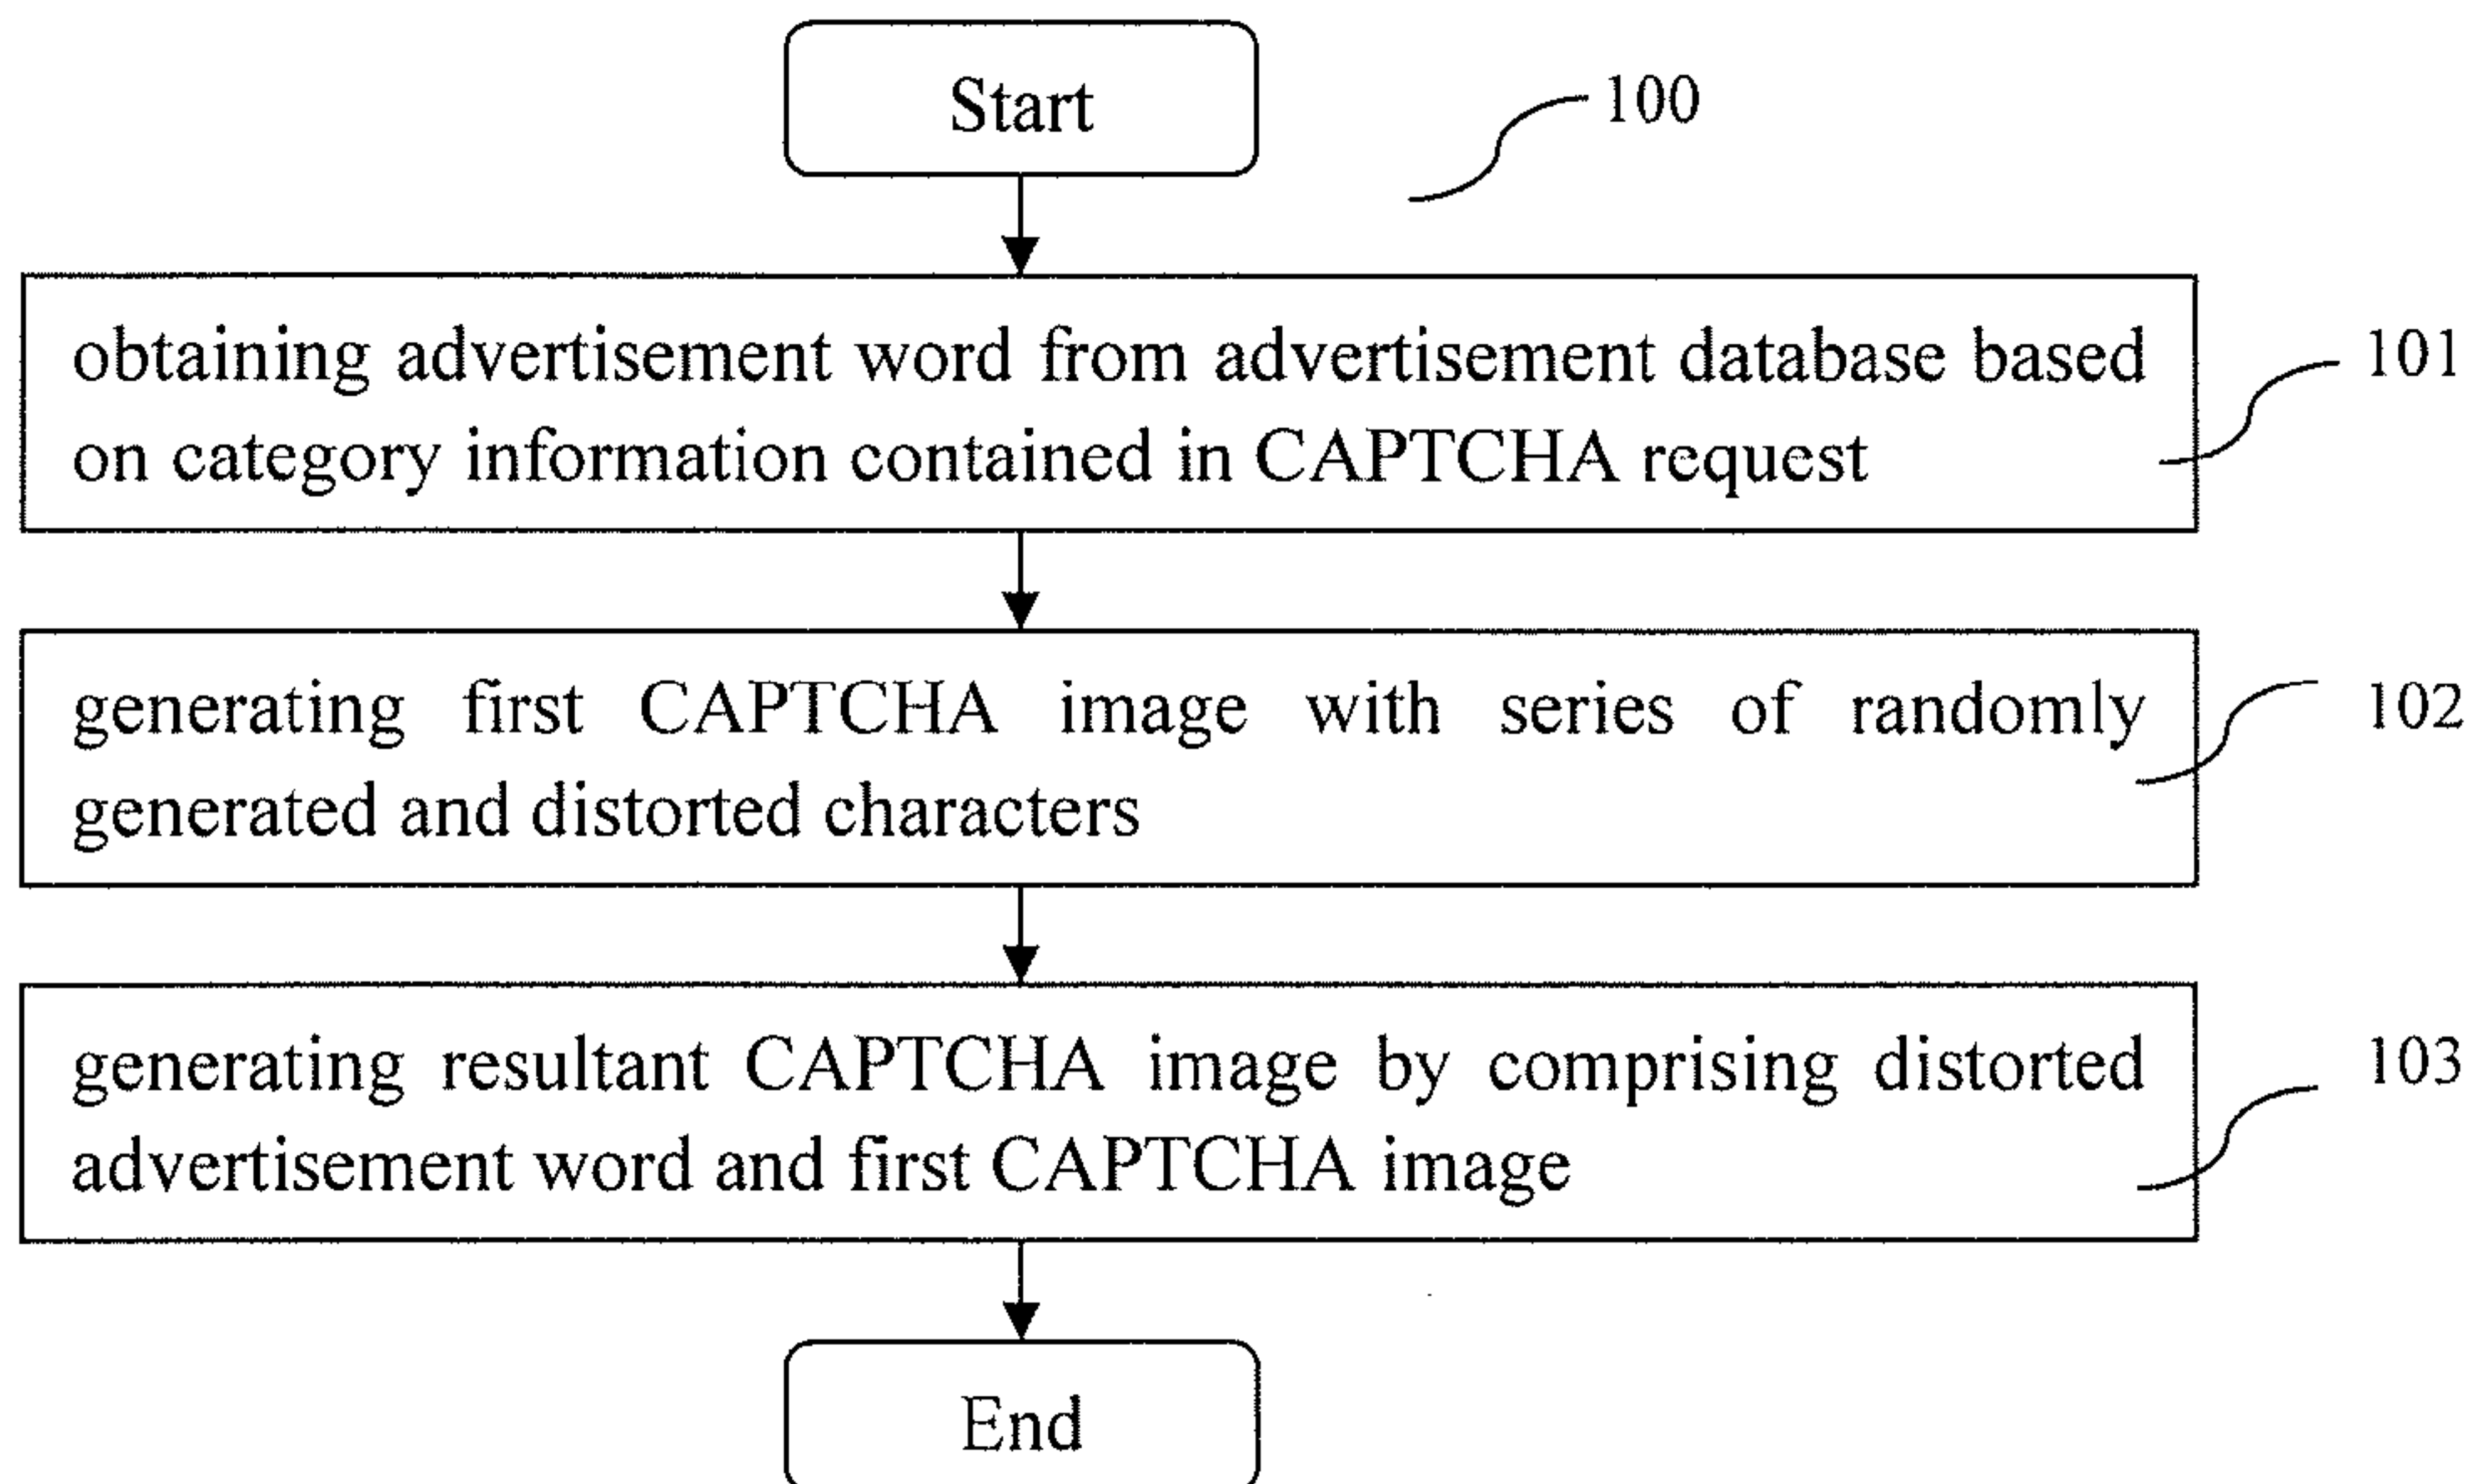 Start
100
obtaining advertisement word from advertisement database based
on category information contained in CAPTCHA request
101
generating first CAPTCHA image with series of randomly
generated and distorted characters
102
generating resultant CAPTCHA image by comprising distorted
advertisement word and first CAPTCHA image
103
End